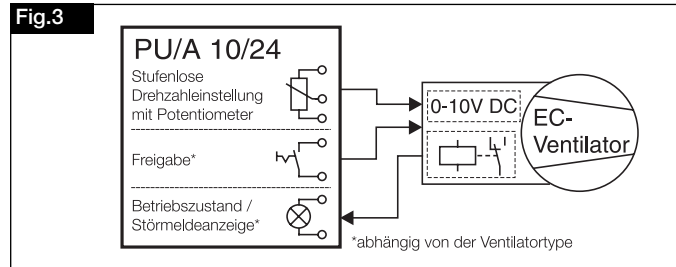 Fig.3
PU/A 10/24
Stufenlose
Drehzahleinstellung
mit Potentiometer
Freigabe*
Betriebszustand /
Störmeldeanzeige*
0-10V DC
EC-
Ventilator
*abhängig von der Ventilatortype